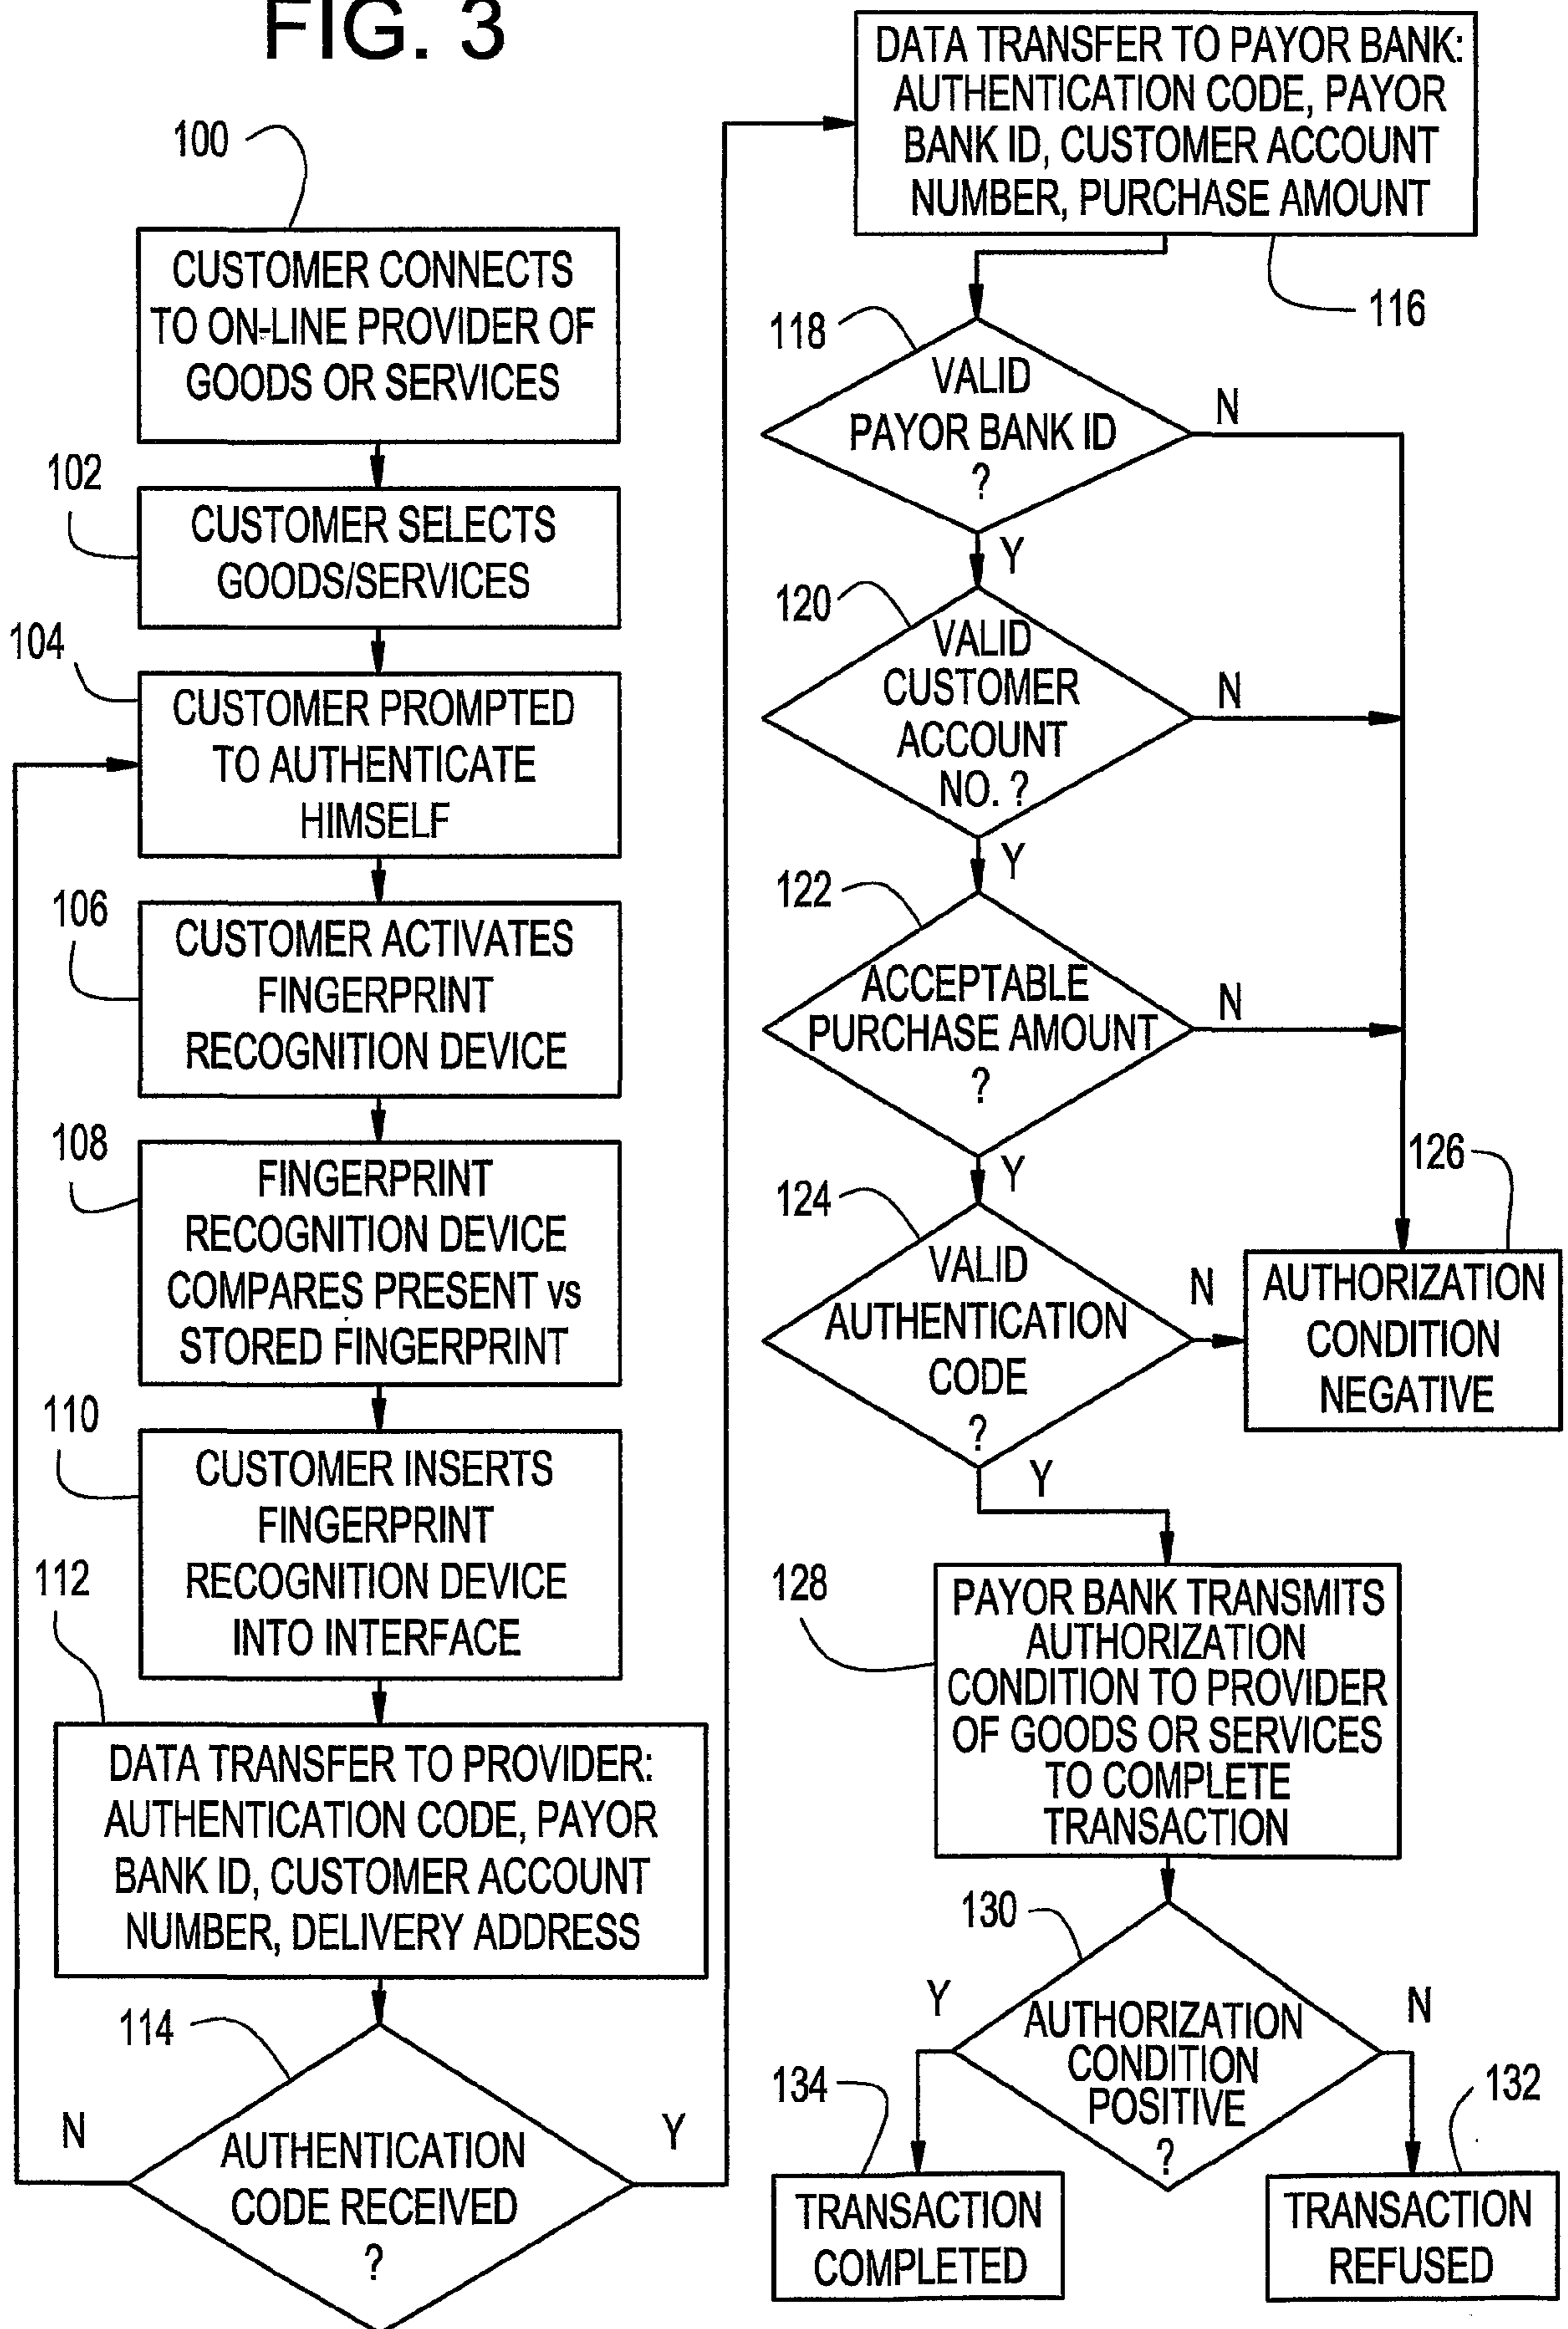 FIG. 3
100
CUSTOMER CONNECTS
TO ON-LINE PROVIDER OF
GOODS OR SERVICES
102
CUSTOMER SELECTS
GOODS/SERVICES
104
CUSTOMER PROMPTED
TO AUTHENTICATE
HIMSELF
106
CUSTOMER ACTIVATES
FINGERPRINT
RECOGNITION DEVICE
108
FINGERPRINT
RECOGNITION DEVICE
COMPARES PRESENT vs
STORED FINGERPRINT
110
CUSTOMER INSERTS
FINGERPRINT
RECOGNITION DEVICE
INTO INTERFACE
112
DATA TRANSFER TO PROVIDER:
AUTHENTICATION CODE, PAYOR
BANK ID, CUSTOMER ACCOUNT
NUMBER, DELIVERY ADDRESS
114
N
Y
AUTHENTICATION
CODE RECEIVED
?
DATA TRANSFER TO PAYOR BANK:
AUTHENTICATION CODE, PAYOR
BANK ID, CUSTOMER ACCOUNT
NUMBER, PURCHASE AMOUNT
116
118
VALID
PAYOR BANK ID
?
N
Y
120
VALID
CUSTOMER
ACCOUNT
NO. ?
N
Y
122
ACCEPTABLE
PURCHASE AMOUNT
?
N
Y
124
VALID
AUTHENTICATION
CODE
?
N
Y
126
AUTHORIZATION
CONDITION
NEGATIVE
128
PAYOR BANK TRANSMITS
AUTHORIZATION
CONDITION TO PROVIDER
OF GOODS OR SERVICES
TO COMPLETE
TRANSACTION
130
Y
N
AUTHORIZATION
CONDITION
POSITIVE
?
134
TRANSACTION
COMPLETED
132
TRANSACTION
REFUSED